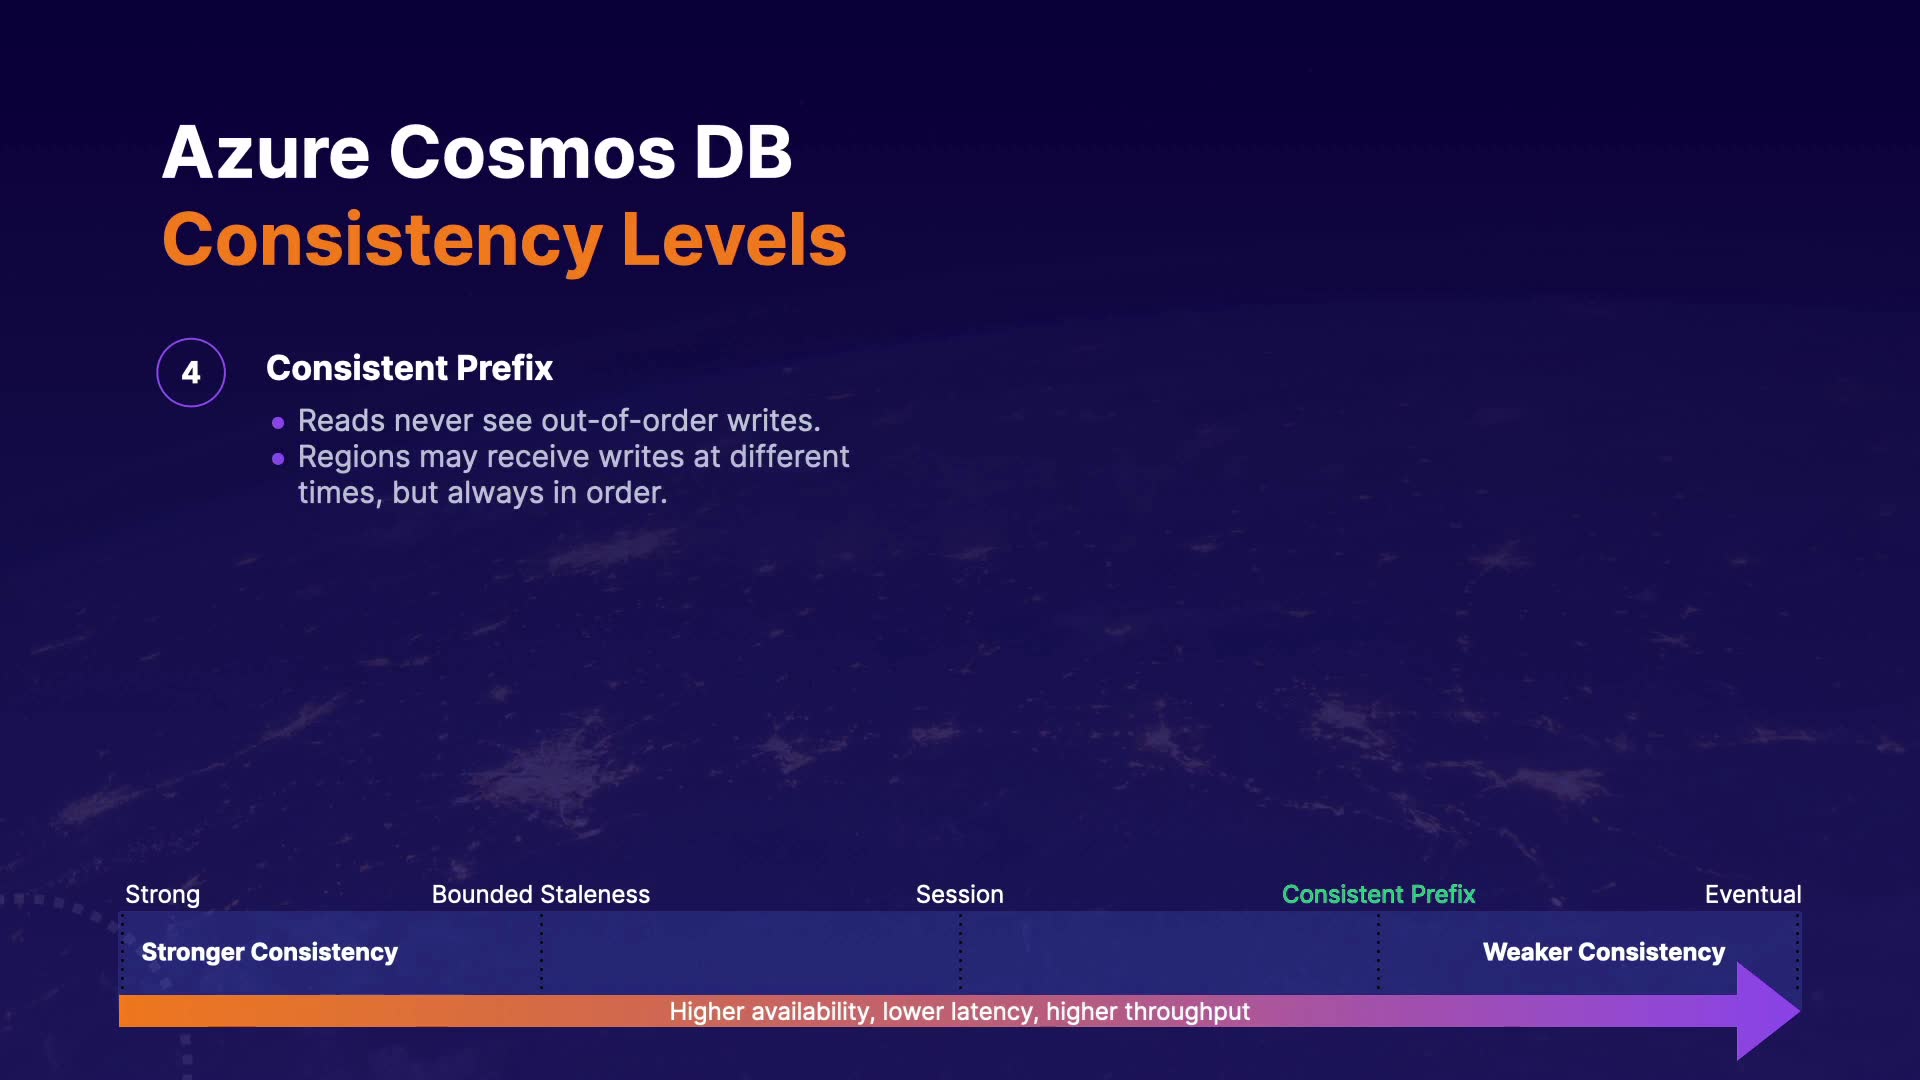 Azure Cosmos DB
Consistency Levels
4
Consistent Prefix
Reads never see out-of-order writes.
Regions may receive writes at different
times, but always in order.
Strong
Bounded Staleness
Session
Consistent Prefix
Eventual
Stronger Consistency
Weaker Consistency
Higher availability, lower latency, higher throughput